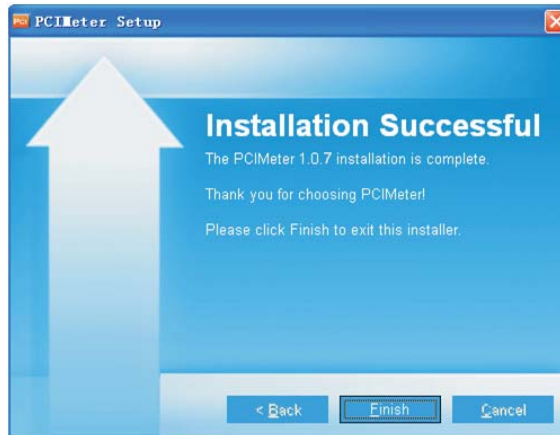 PCI PCIMeter Setup
Installation Successful
The PCIMeter 1.0.7 installation is complete.
Thank you for choosing PCIMeter!
Please click Finish to exit this installer.
< Back Finish Cancel